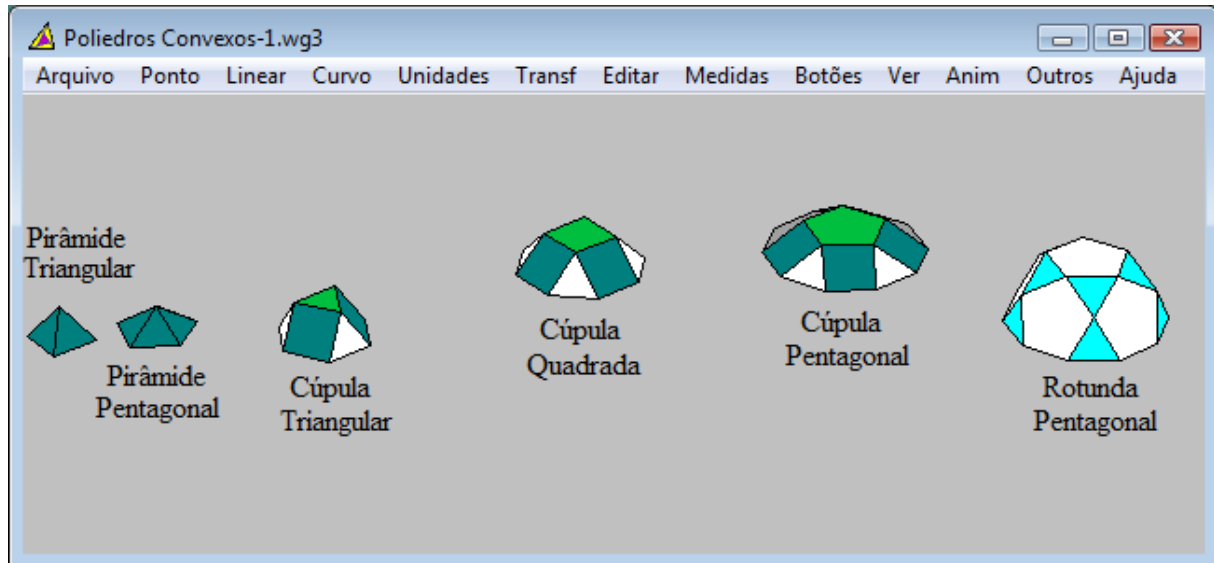 Poliedros Convexos-1.wg3
Arquivo Ponto Linear Curvo Unidades Transf Editar Medidas Botões Ver Anim Outros Ajuda
Pirâmide
Triangular
Pirâmide
Pentagonal
Cúpula
Triangular
Cúpula
Quadrada
Cúpula
Pentagonal
Rotunda
Pentagonal